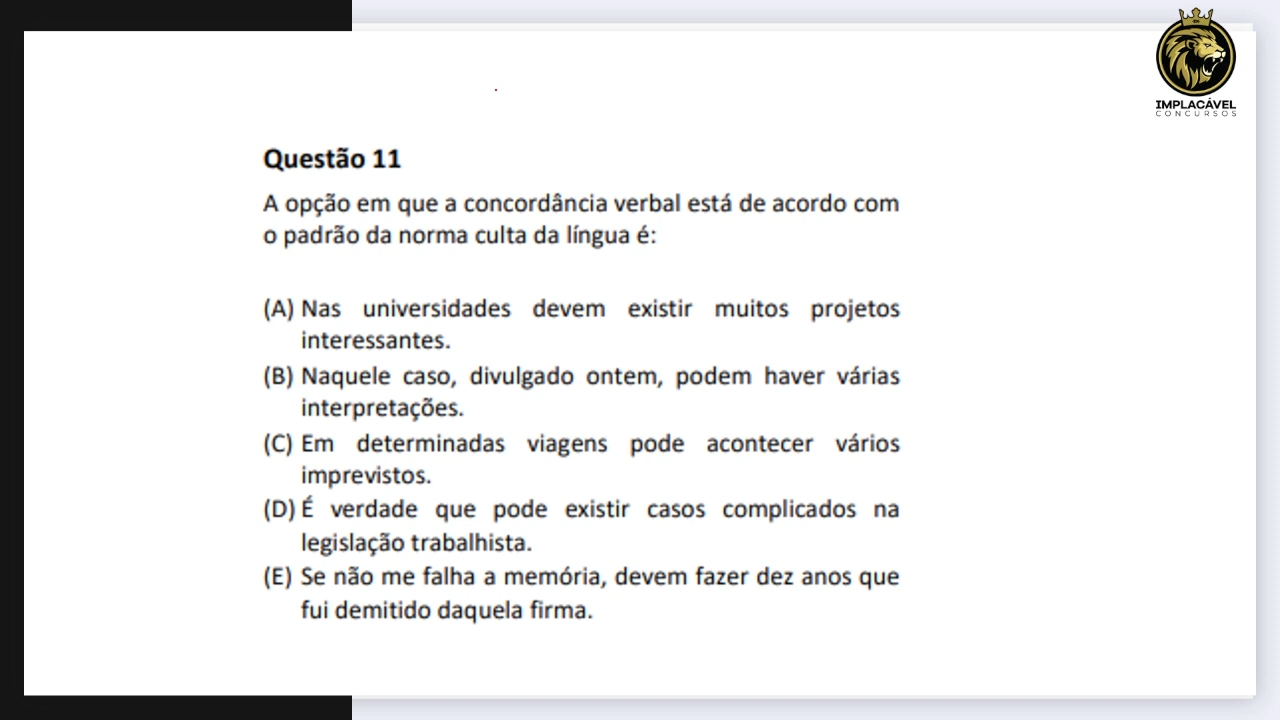 IMPLACÁVEL
CONCURSOS
Questão 11
A opção em que a concordância verbal está de acordo com
o padrão da norma culta da língua é:
(A) Nas universidades devem existir muitos projetos
interessantes.
(B) Naquele caso, divulgado ontem, podem haver várias
interpretações.
(C) Em determinadas viagens pode acontecer vários
imprevistos.
(D) É verdade que pode existir casos complicados na
legislação trabalhista.
(E) Se não me falha a memória, devem fazer dez anos que
fui demitido daquela firma.